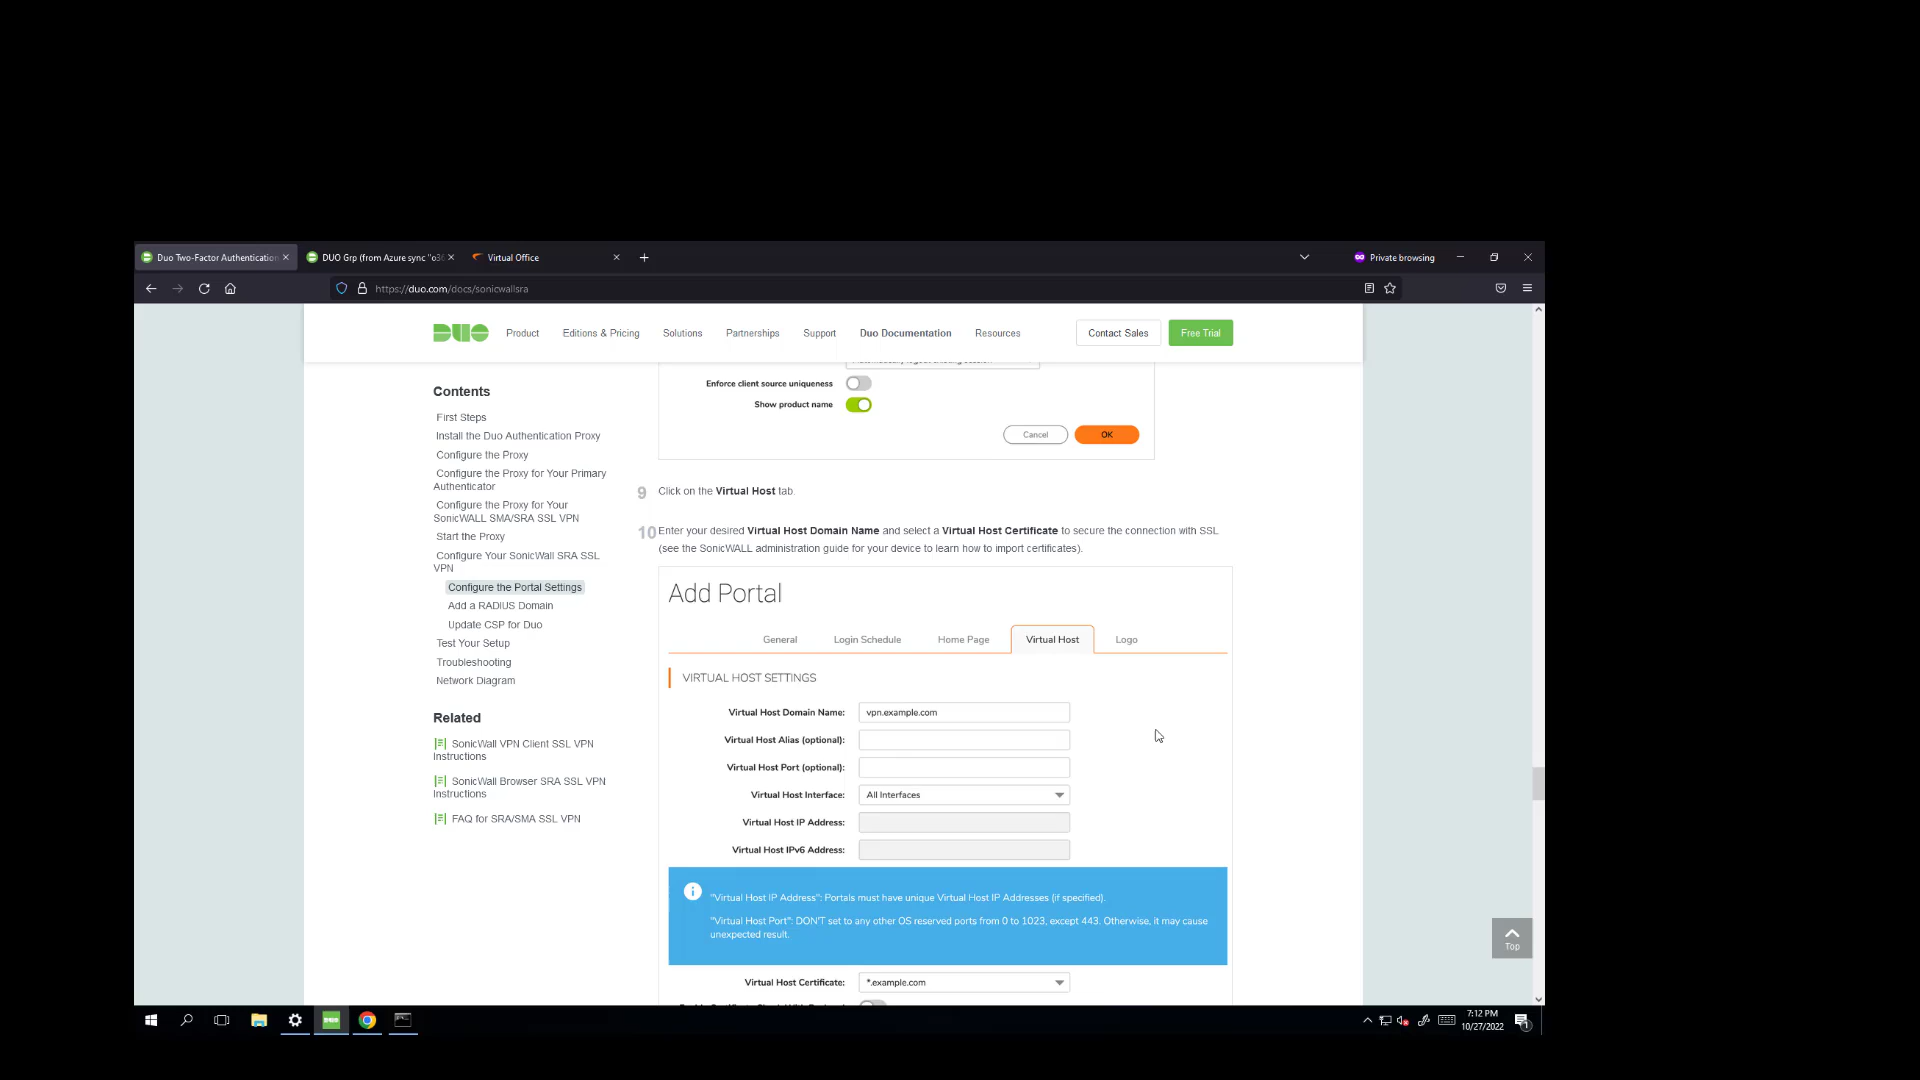 Duo Two-Factor Authentication
DUO Grp (from Azure sync "o3
Virtual Office
Private browsing
https://duo.com/docs/sonicwallsra
DUO
Product
Editions & Pricing
Solutions
Partnerships
Support
Duo Documentation
Resources
Contact Sales
Free Trial
Contents
First Steps
Install the Duo Authentication Proxy
Configure the Proxy
Configure the Proxy for Your Primary
Authenticator
Configure the Proxy for Your
SonicWALL SMA/SRA SSL VPN
Start the Proxy
Configure Your SonicWall SRA SSL
VPN
Configure the Portal Settings
Add a RADIUS Domain
Update CSP for Duo
Test Your Setup
Troubleshooting
Network Diagram
Related
SonicWall VPN Client SSL VPN
Instructions
SonicWall Browser SRA SSL VPN
Instructions
FAQ for SRA/SMA SSL VPN
Enforce client source uniqueness
Show product name
Cancel
OK
9 Click on the Virtual Host tab.
10 Enter your desired Virtual Host Domain Name and select a Virtual Host Certificate to secure the connection with SSL
(see the SonicWALL administration guide for your device to learn how to import certificates).
Add Portal
General
Login Schedule
Home Page
Virtual Host
Logo
VIRTUAL HOST SETTINGS
Virtual Host Domain Name: vpn.example.com
Virtual Host Alias (optional):
Virtual Host Port (optional):
Virtual Host Interface: All Interfaces
Virtual Host IP Address:
Virtual Host IPv6 Address:
"Virtual Host IP Address": Portals must have unique Virtual Host IP Addresses (if specified).
"Virtual Host Port": DON'T set to any other OS reserved ports from 0 to 1023, except 443. Otherwise, it may cause
unexpected result.
Virtual Host Certificate: *.example.com
Top
7:12 PM
10/27/2022